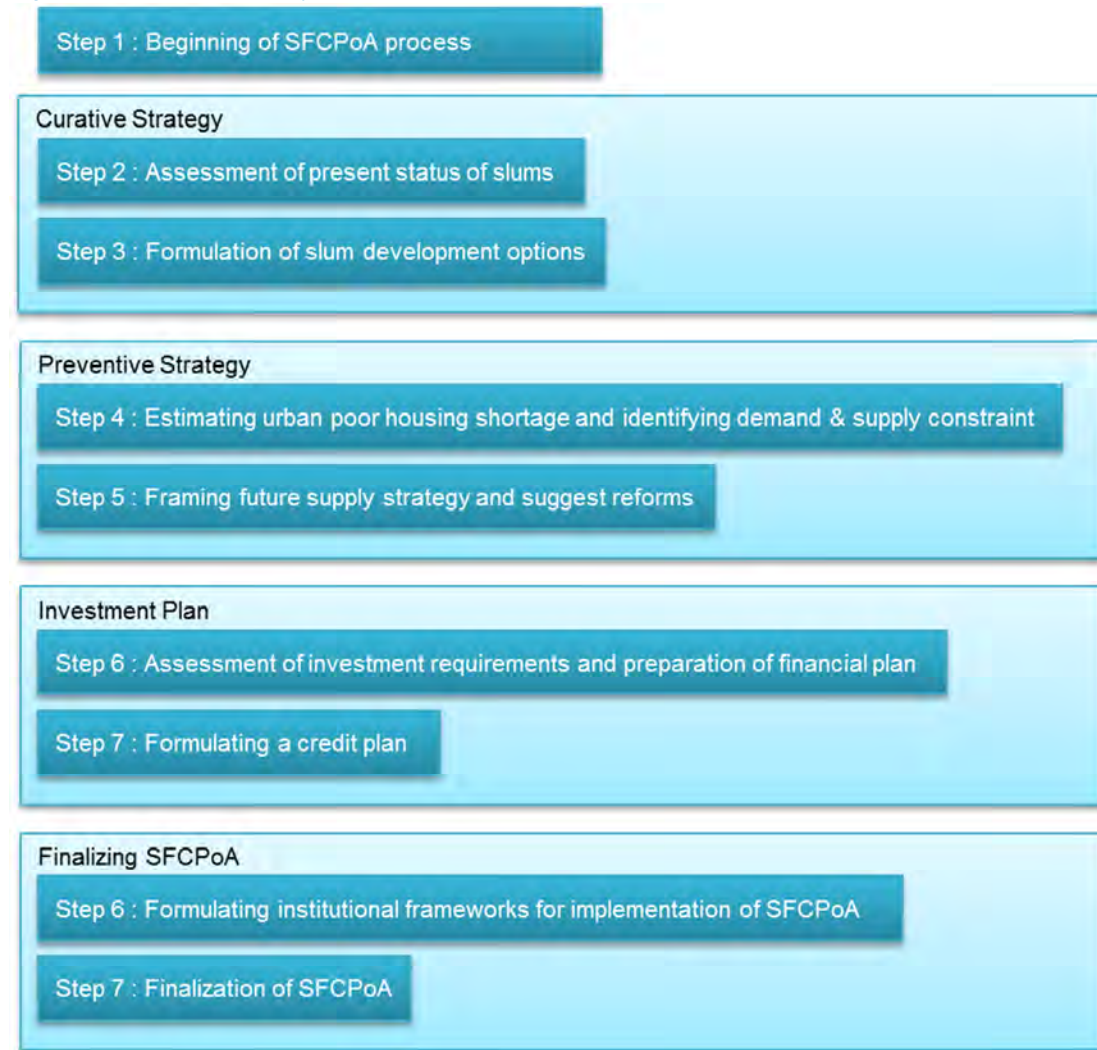 Step 1 : Beginning of SFCPoA process
Curative Strategy
Step 2 : Assessment of present status of slums
Step 3 : Formulation of slum development options
Preventive Strategy
Step 4 : Estimating urban poor housing shortage and identifying demand & supply constraint
Step 5 : Framing future supply strategy and suggest reforms
Investment Plan
Step 6 : Assessment of investment requirements and preparation of financial plan
Step 7 : Formulating a credit plan
Finalizing SFCPoA
Step 6 : Formulating institutional frameworks for implementation of SFCPoA
Step 7 : Finalization of SFCPoA